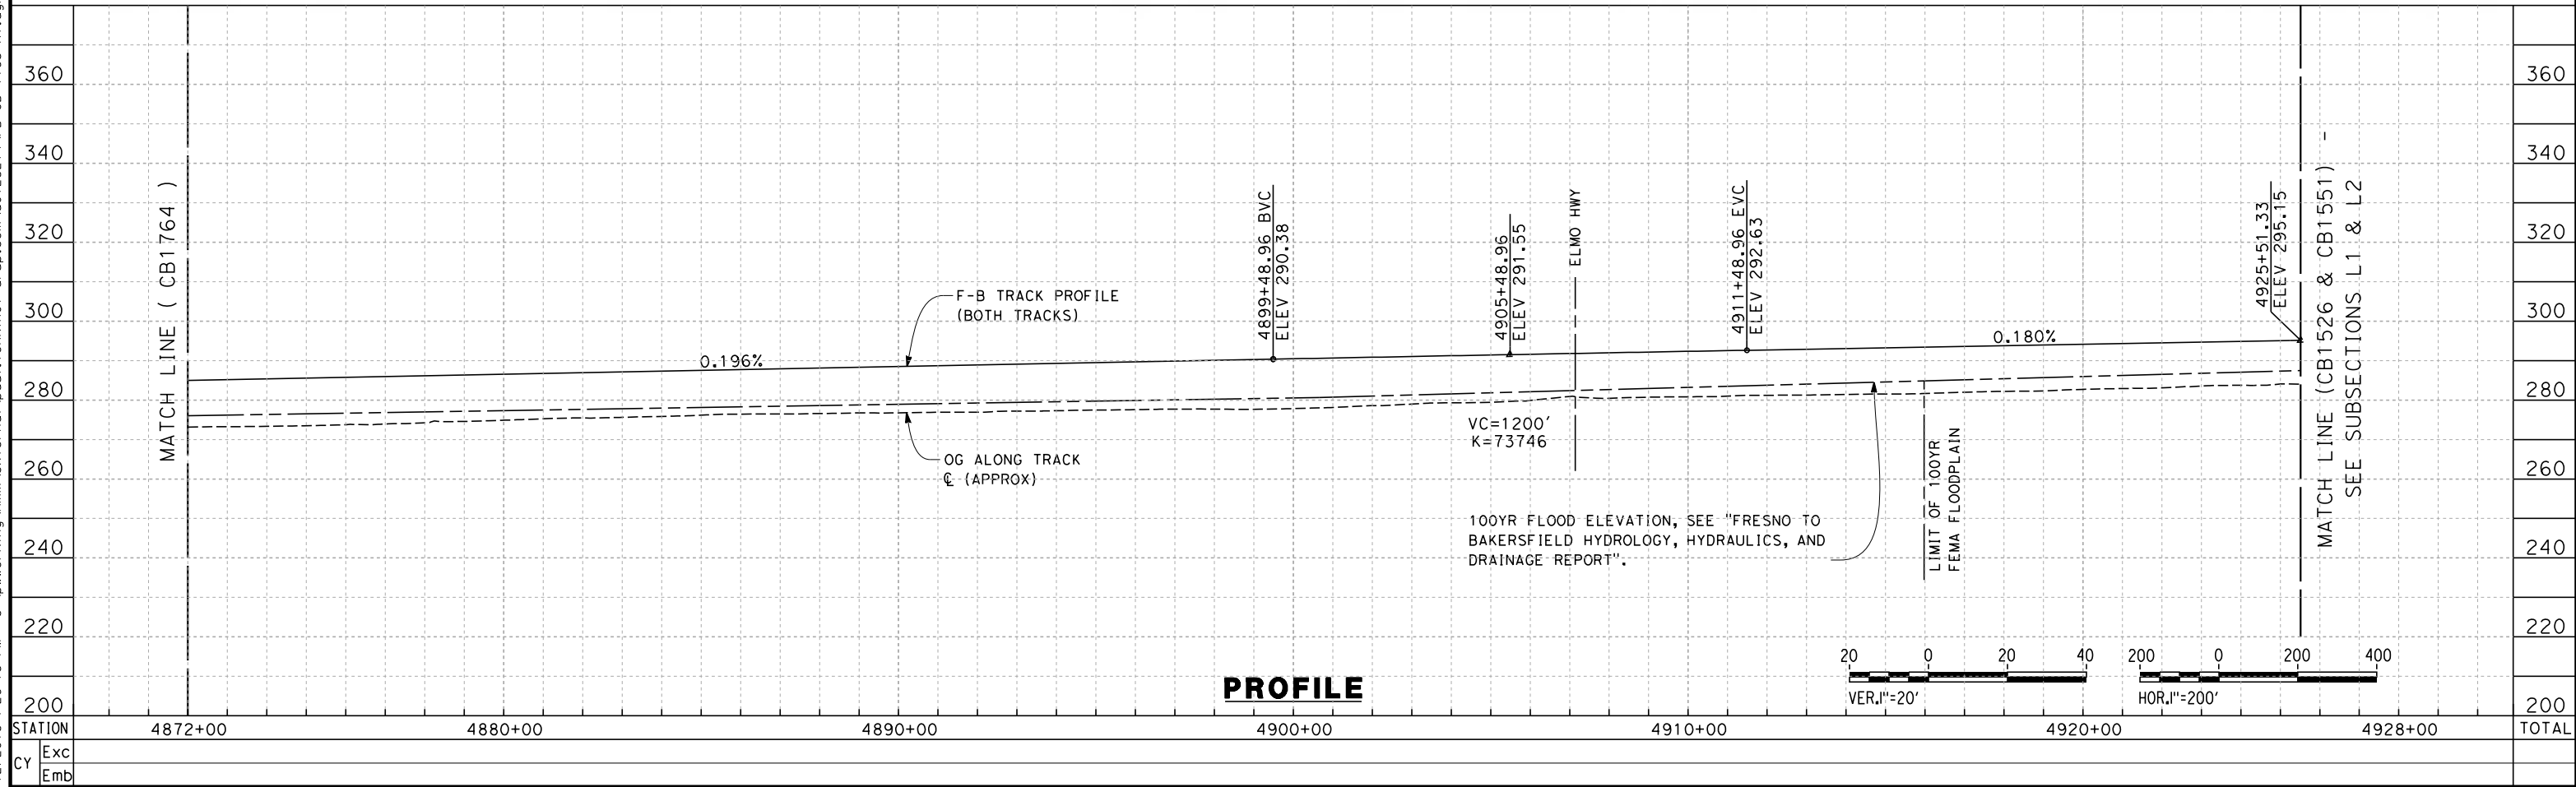 360
340
320
300
280
260
240
220
200
MATCH LINE ( CB1764 )
0.196%
F-B TRACK PROFILE
(BOTH TRACKS)
OG ALONG TRACK
℄ (APPROX)
4899+48.96 BVC
ELEV 290.38
4905+48.96
ELEV 291.55
ELMO HWY
4911+48.96 EVC
ELEV 292.63
VC=1200'
K=73746
100YR FLOOD ELEVATION, SEE "FRESNO TO
BAKERSFIELD HYDROLOGY, HYDRAULICS, AND
DRAINAGE REPORT".
LIMIT OF 100YR
FEMA FLOODPLAIN
0.180%
4925+51.33
ELEV 295.15
MATCH LINE (CB1526 & CB1551) -
SEE SUBSECTIONS L1 & L2
360
340
320
300
280
260
240
220
200
PROFILE
20 0 20 40
VER.1"=20'
200 0 200 400
HOR.1"=200'
STATION 4872+00 4880+00 4890+00 4900+00 4910+00 4920+00 4928+00 TOTAL
CY
Exc
Emb